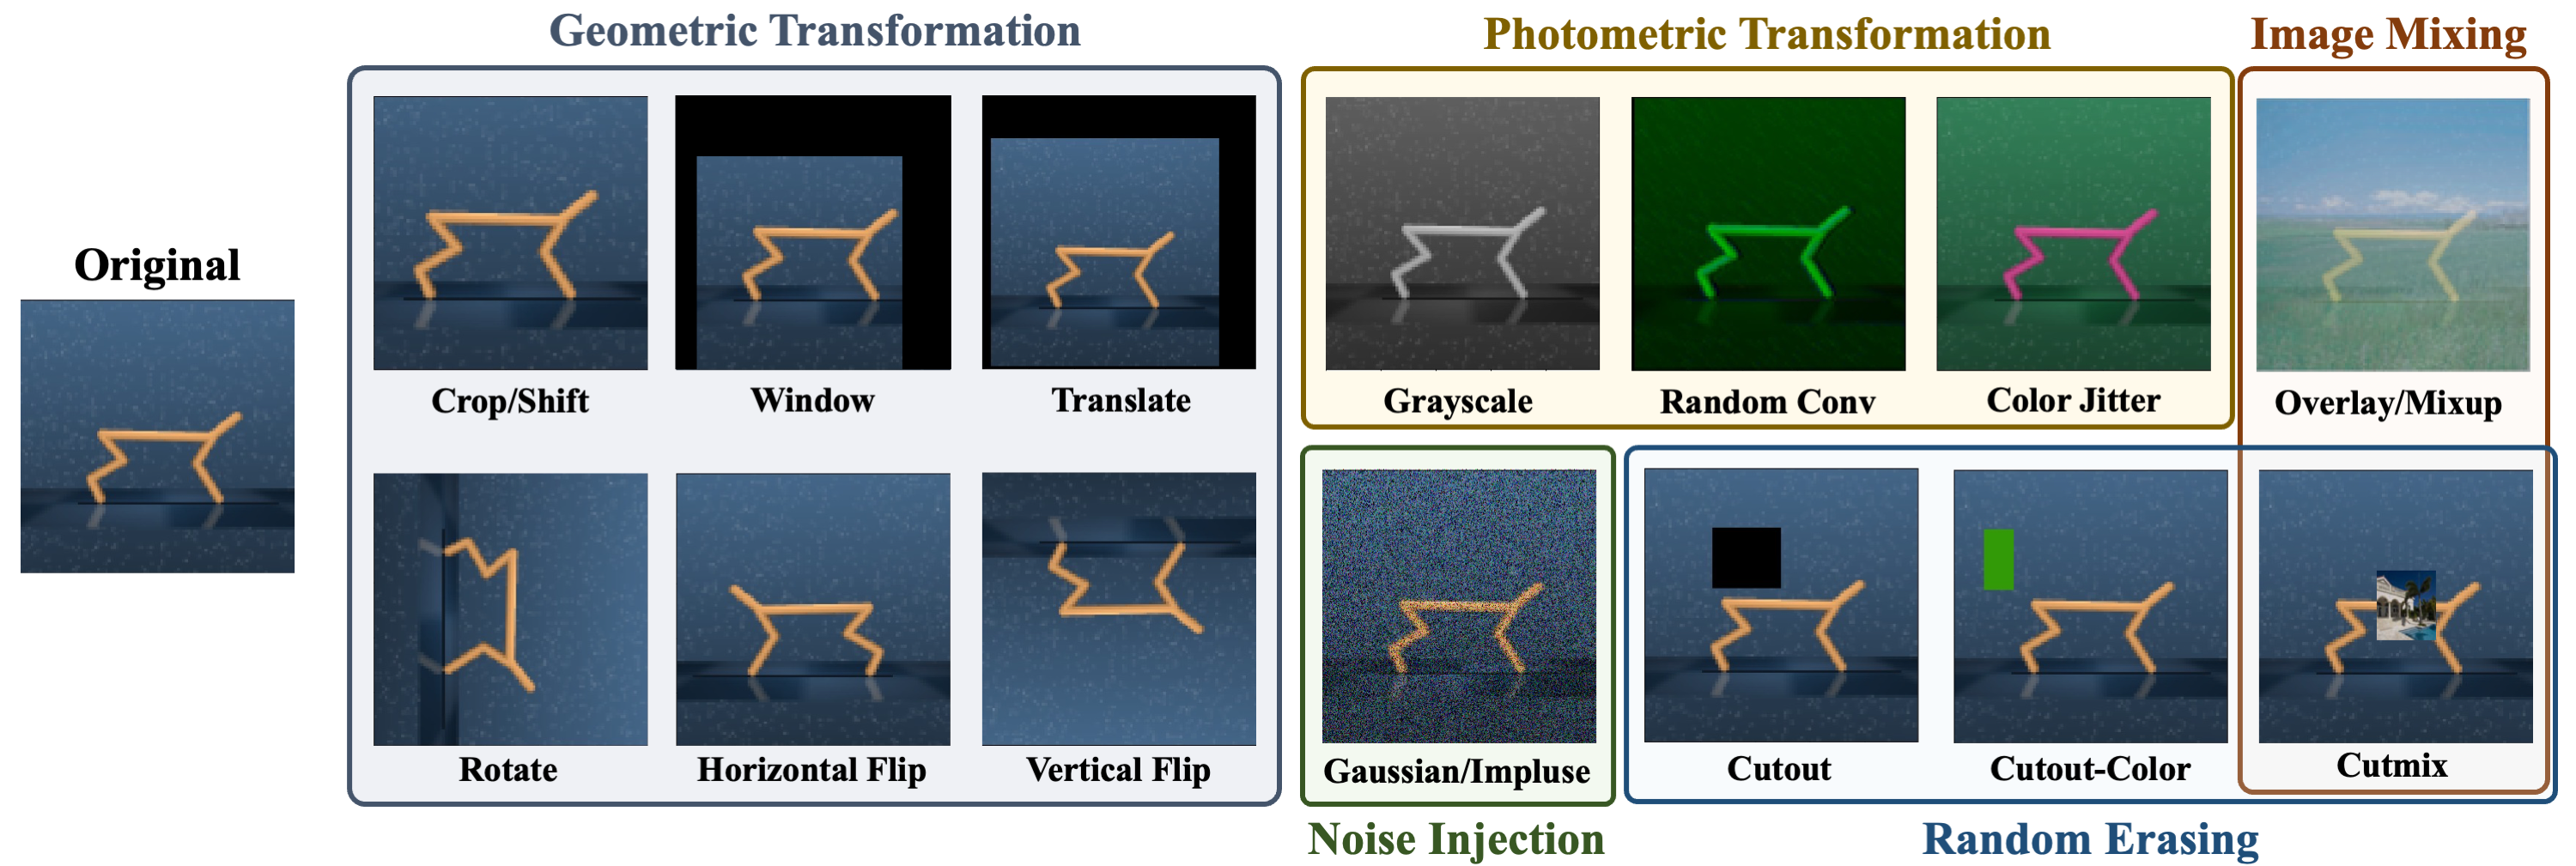 Geometric Transformation
Photometric Transformation
Image Mixing
Original
Crop/Shift
Window
Translate
Grayscale
Random Conv
Color Jitter
Overlay/Mixup
Rotate
Horizontal Flip
Vertical Flip
Gaussian/Impluse
Cutout
Cutout-Color
Cutmix
Noise Injection
Random Erasing